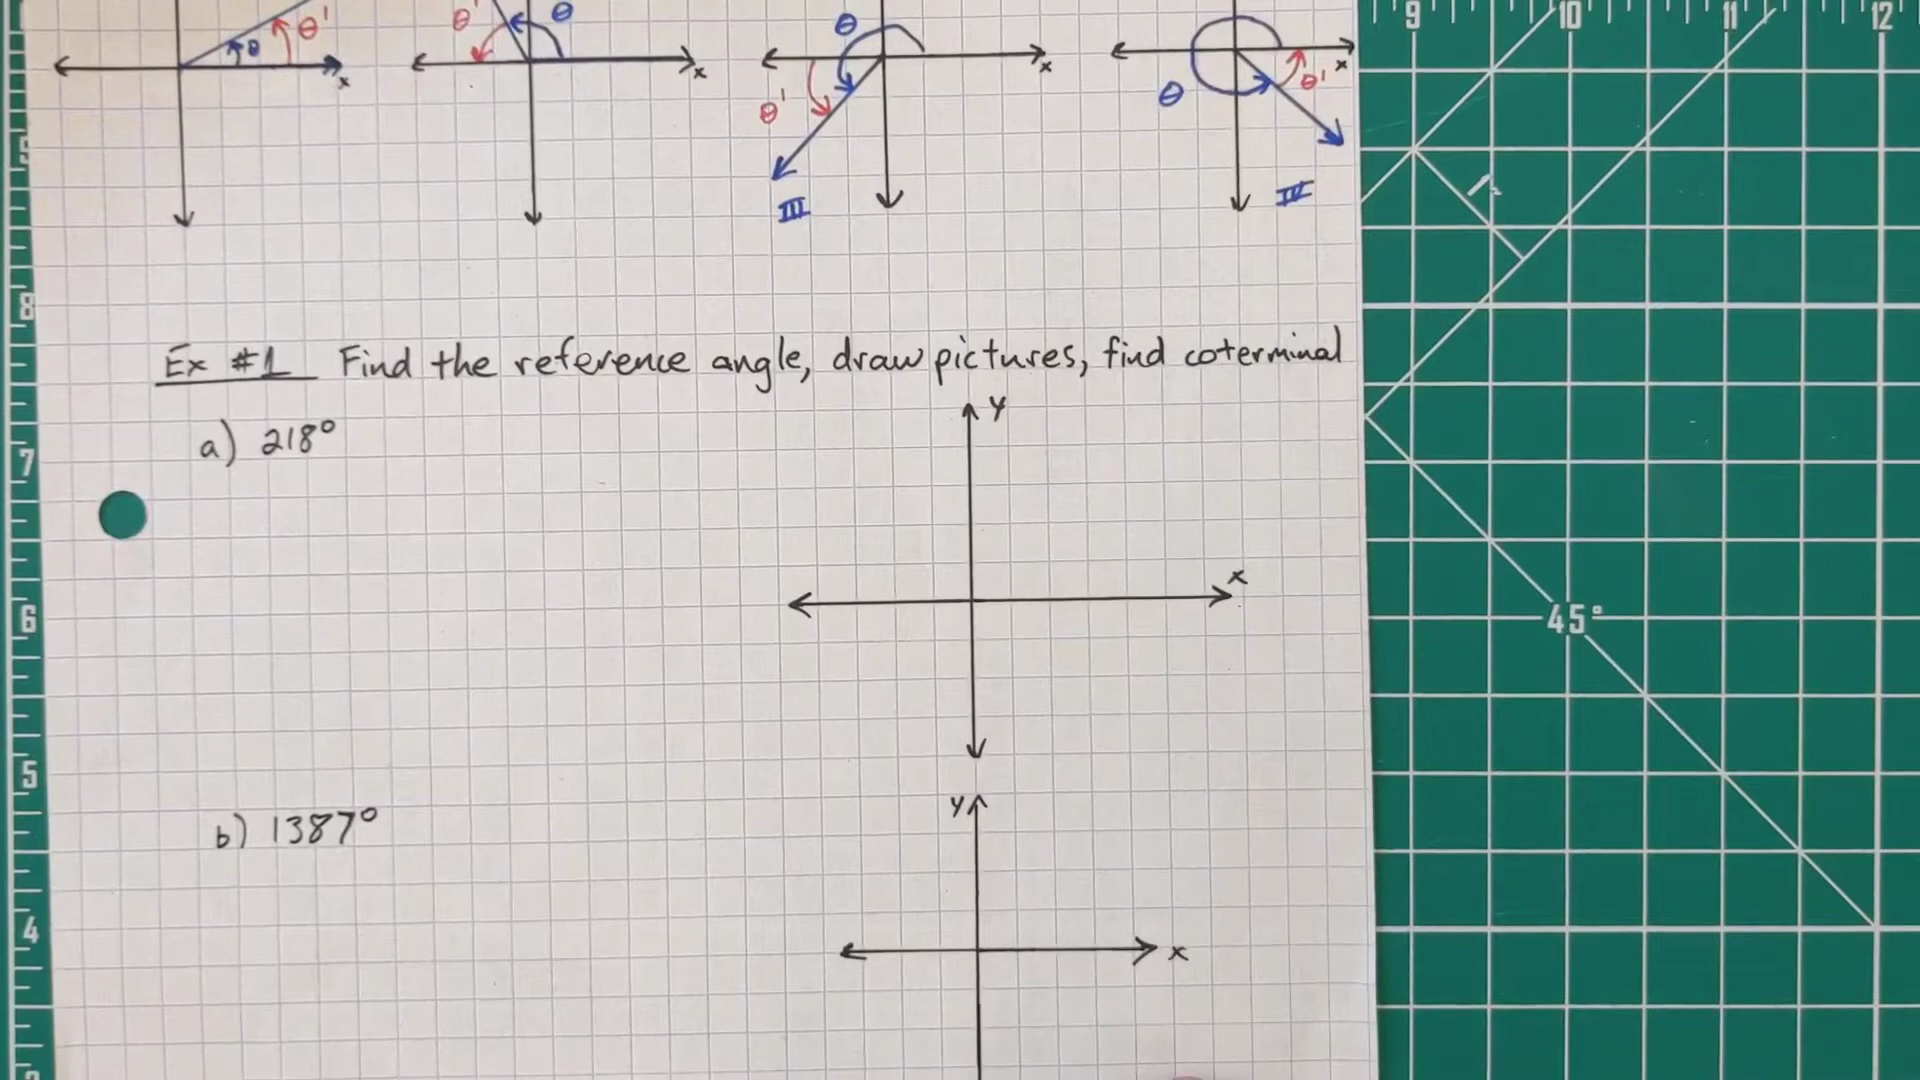 9 10 11 12
θ θ' x
θ' θ x
θ θ' x
θ θ' x
III IV
8
Ex #1 Find the reference angle, draw pictures, find coterminal
y
a) 218°
7
x
6
45°
5
y
b) 1387°
4
x